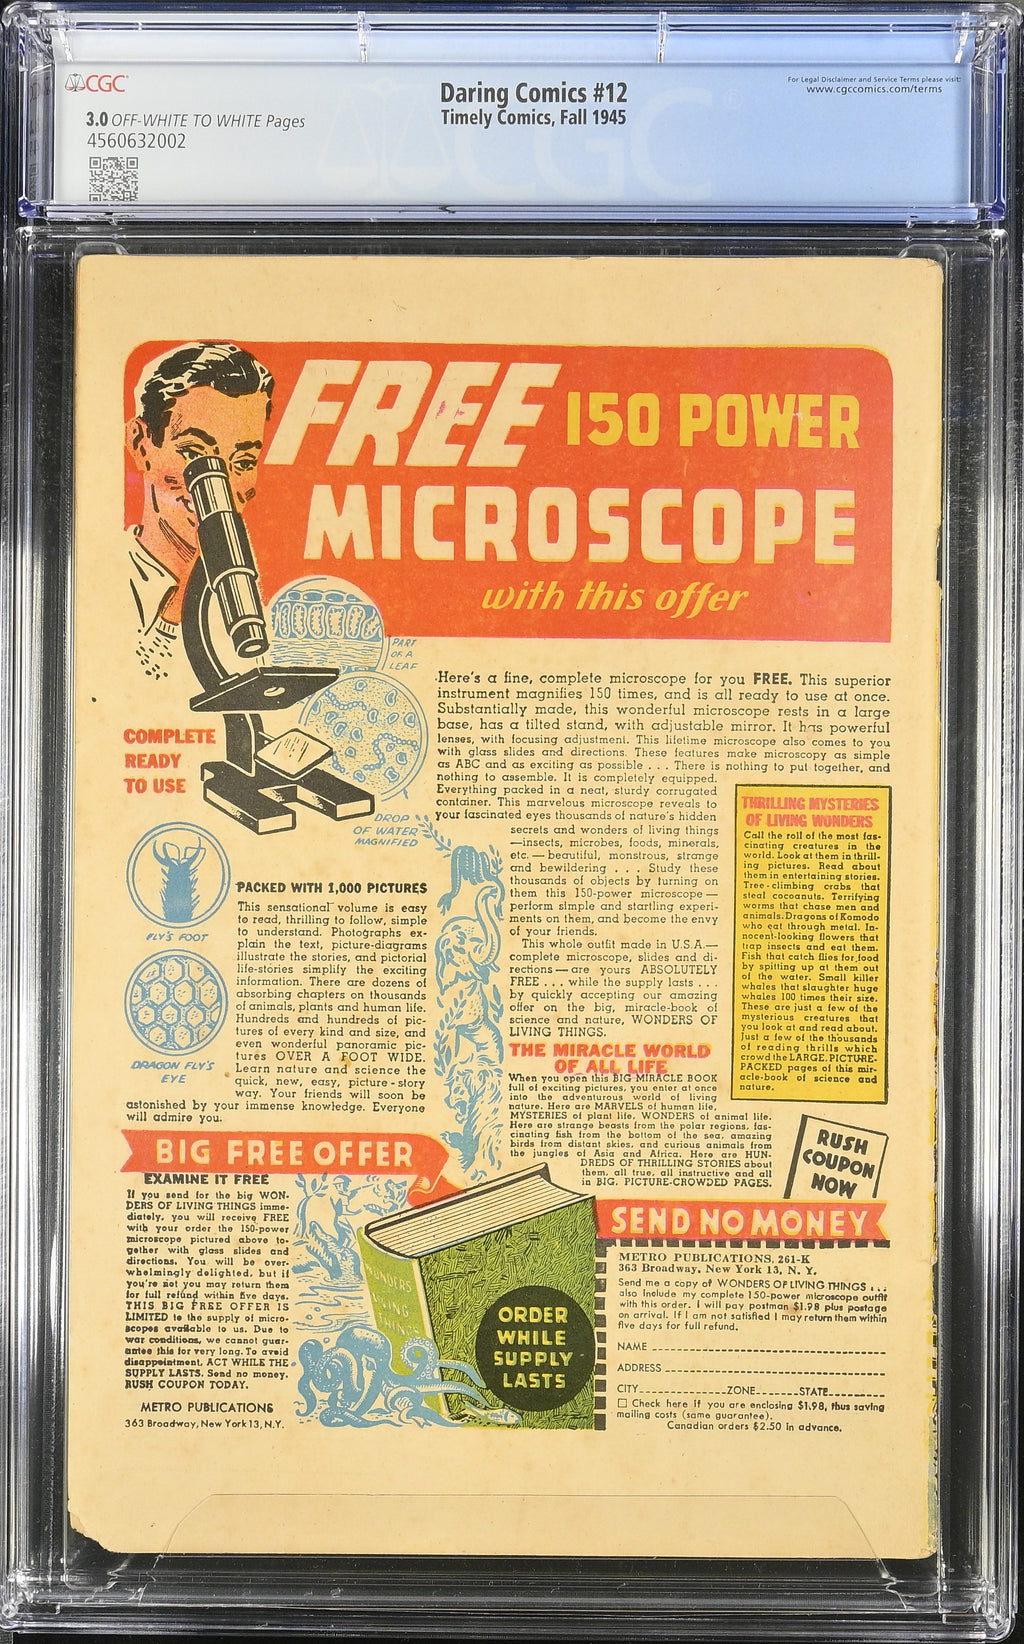 CGC
3.0 OFF-WHITE TO WHITE Pages
4560632002
Daring Comics #12
Timely Comics, Fall 1945
For Legal Disclaimer and Service Terms please visit:
www.cgccomics.com/terms
FREE 150 POWER
MICROSCOPE
with this offer
PART
OF A
LEAF
COMPLETE
READY
TO USE
DROP
OF WATER
MAGNIFIED
Here's a fine, complete microscope for you FREE. This superior
instrument magnifies 150 times, and is all ready to use at once.
Substantially made, this wonderful microscope rests in a large
base, has a tilted stand, with adjustable mirror. It has powerful
lenses, with focusing adjustment. This lifetime microscope also comes to you
with glass slides and directions. These features make microscopy as simple
as ABC and as exciting as possible . . . There is nothing to put together, and
nothing to assemble. It is completely equipped.
Everything packed in a neat, sturdy corrugated
container. This marvelous microscope reveals to
your fascinated eyes thousands of nature's hidden
secrets and wonders of living things
—insects, microbes, foods, minerals,
etc. — beautiful, monstrous, strange
and bewildering . . . Study these
thousands of objects by turning on
them this 150-power microscope —
perform simple and startling experi-
ments on them, and become the envy
of your friends.
This whole outfit made in U.S.A.—
complete microscope, slides and di-
rections — are yours ABSOLUTELY
FREE . . . while the supply lasts . . .
by quickly accepting our amazing
offer on the big, miracle-book of
science and nature, WONDERS OF
LIVING THINGS.
THRILLING MYSTERIES
OF LIVING WONDERS
Call the roll of the most fas-
cinating creatures in the
world. Look at them in thrill-
ing pictures. Read about
them in entertaining stories.
Tree-climbing crabs that
steal cocoanuts. Terrifying
worms that chase men and
animals. Dragons of Komodo
who eat through metal. In-
nocent-looking flowers that
trap insects and eat them.
Fish that catch flies for food
by spitting up at them out
of the water. Small killer
whales that slaughter huge
whales 100 times their size.
These are just a few of the
mysterious creatures that
you look at and read about.
Just a few of the thousands
of reading thrills which
crowd the LARGE, PICTURE-
PACKED pages of this mir-
acle-book of science and
nature.
FLY'S FOOT
DRAGON FLY'S
EYE
PACKED WITH 1,000 PICTURES
This sensational volume is easy
to read, thrilling to follow, simple
to understand. Photographs ex-
plain the text, picture-diagrams
illustrate the stories, and pictorial
life-stories simplify the exciting
information. There are dozens of
absorbing chapters on thousands
of animals, plants and human life.
Hundreds and hundreds of pic-
tures of every kind and size, and
even wonderful panoramic pic-
tures OVER A FOOT WIDE.
Learn nature and science the
quick, new, easy, picture-story
way. Your friends will soon be
astonished by your immense knowledge. Everyone
will admire you.
THE MIRACLE WORLD
OF ALL LIFE
When you open this BIG MIRACLE BOOK
full of exciting pictures, you enter at once
into the adventurous world of living
nature. Here are MARVELS of human life,
MYSTERIES of plant life, WONDERS of animal life.
Here are strange beasts from the polar regions, fas-
cinating fish from the bottom of the sea, amazing
birds from distant skies, and curious animals from
the jungles of Asia and Africa. Here are HUN-
DREDS OF THRILLING STORIES about
them, all true, all instructive and all
in BIG, PICTURE-CROWDED PAGES.
RUSH
COUPON
NOW
BIG FREE OFFER
EXAMINE IT FREE
If you send for the big WON-
DERS OF LIVING THINGS imme-
diately, you will receive FREE
with your order the 150-power
microscope pictured above to-
gether with glass slides and
directions. You will be over-
whelmingly delighted, but if
you're not you may return them
for full refund within five days.
THIS BIG FREE OFFER IS
LIMITED to the supply of micro-
scopes available to us. Due to
war conditions, we cannot guar-
antee this for very long. To avoid
disappointment, ACT WHILE THE
SUPPLY LASTS. Send no money.
RUSH COUPON TODAY.
METRO PUBLICATIONS
363 Broadway, New York 13, N.Y.
WONDERS
LIVING
THINGS
ORDER
WHILE
SUPPLY
LASTS
SEND NO MONEY
METRO PUBLICATIONS, 261-K
363 Broadway, New York 13, N. Y.
Send me a copy of WONDERS OF LIVING THINGS . . .
also include my complete 150-power microscope outfit
with this order. I will pay postman $1.98 plus postage
on arrival. If I am not satisfied I may return them within
five days for full refund.
NAME
ADDRESS
CITY ZONE STATE
Check here if you are enclosing $1.98, thus saving
mailing costs (same guarantee).
Canadian orders $2.50 in advance.